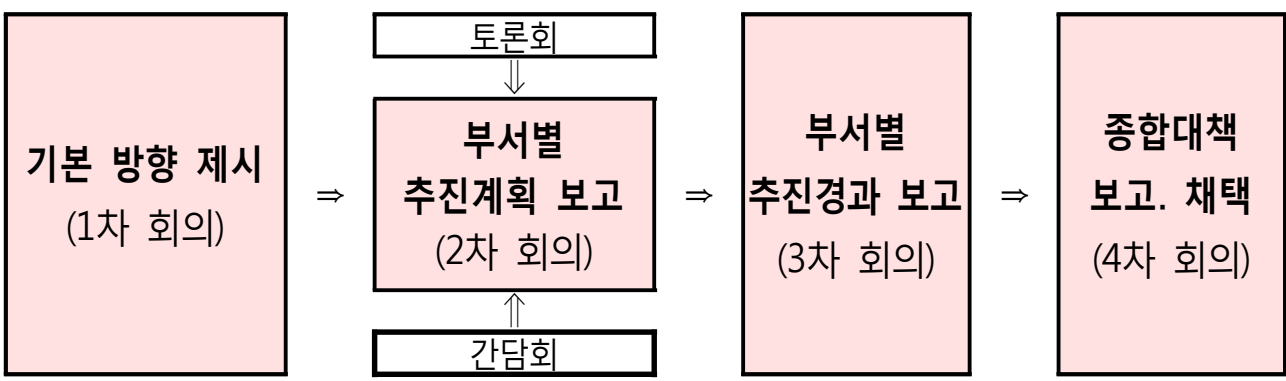 기본 방향 제시
(1차 회의)
⇒
토론회
⇓
부서별
추진계획 보고
(2차 회의)
⇑
간담회
⇒
부서별
추진경과 보고
(3차 회의)
⇒
종합대책
보고. 채택
(4차 회의)